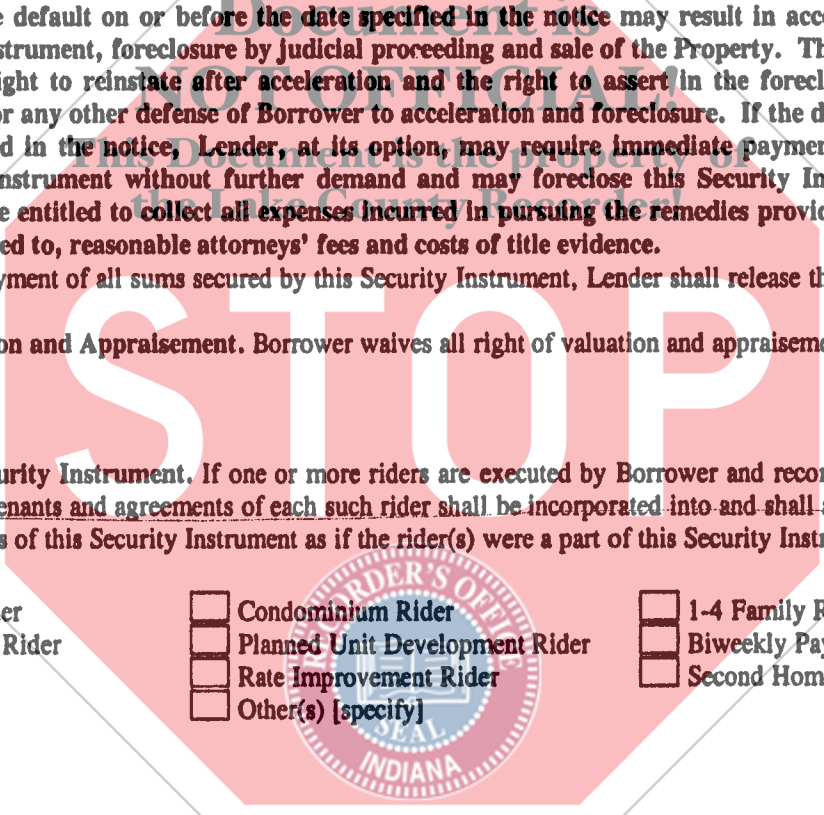 Document is
e default on or before the date specified in the notice may result in acc
strument, foreclosure by judicial proceeding and sale of the Property. Th
ight to reinstate after acceleration and the right to assert in the forecl
NOT OFFICIAL!
or any other defense of Borrower to acceleration and foreclosure. If the d
d in the notice, Lender, at its option, may require immediate paymen
This Document is the property of
nstrument without further demand and may foreclose this Security In
the Lake County Recorder!
e entitled to collect all expenses incurred in pursuing the remedies provid
ed to, reasonable attorneys' fees and costs of title evidence.
yment of all sums secured by this Security Instrument, Lender shall release th
STOP
on and Appraisement. Borrower waives all right of valuation and appraiseme
urity Instrument. If one or more riders are executed by Borrower and recor
enants and agreements of each such rider shall be incorporated into and shall a
s of this Security Instrument as if the rider(s) were a part of this Security Instr
er Condominium Rider 1-4 Family R
Rider Planned Unit Development Rider Biweekly Pay
Rate Improvement Rider Second Hom
Other(s) [specify]
RECORDER'S OFFICE
SEAL
INDIANA